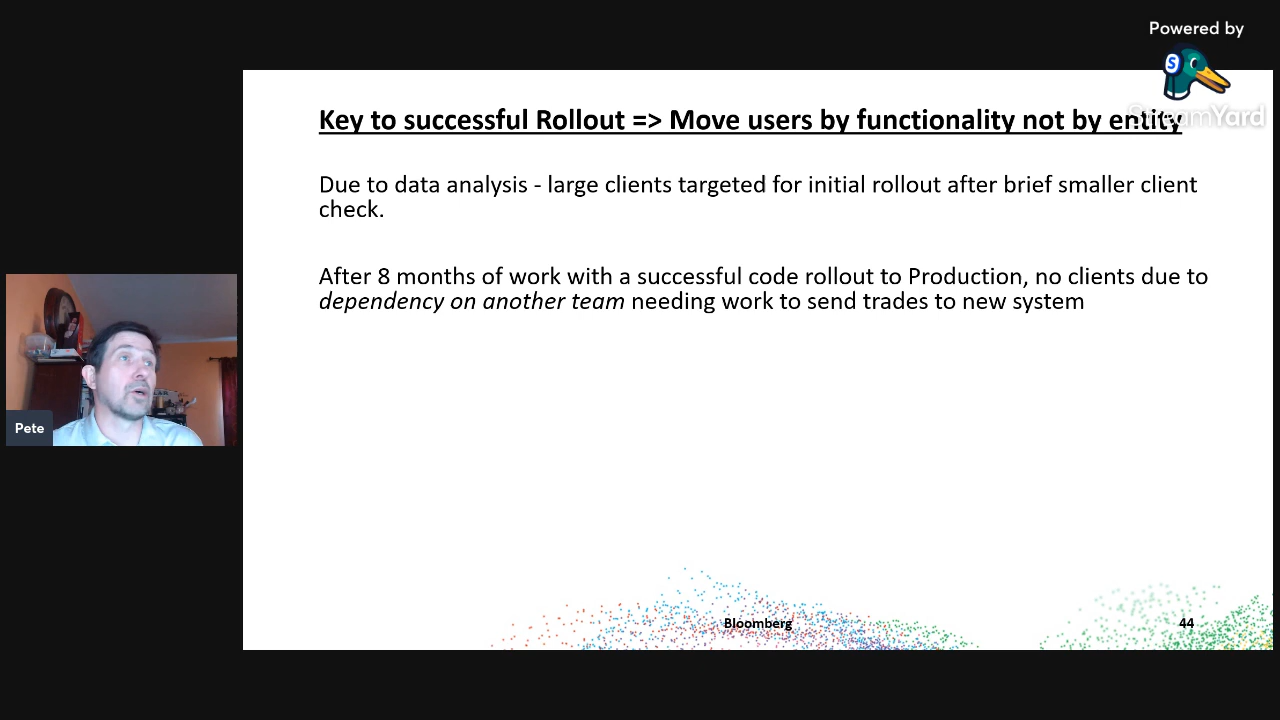 Powered by
StreamYard
Key to successful Rollout => Move users by functionality not by entity
Due to data analysis - large clients targeted for initial rollout after brief smaller client
check.
After 8 months of work with a successful code rollout to Production, no clients due to
dependency on another team needing work to send trades to new system
Pete
Bloomberg
44